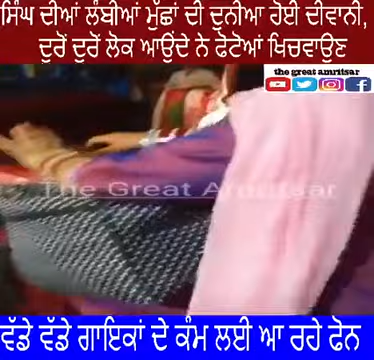 ਸਿੰਘ ਦੀਆਂ ਲੰਬੀਆਂ ਮੁੱਛਾਂ ਦੀ ਦੁਨੀਆ ਹੋਈ ਦੀਵਾਨੀ,
ਦੁਰੋਂ ਦੁਰੋਂ ਲੋਕ ਆਉਂਦੇ ਨੇ ਫੋਟੋਆਂ ਖਿਚਵਾਉਣ
the great amritsar
The Great Amritsar
ਵੱਡੇ ਵੱਡੇ ਗਾਇਕਾਂ ਦੇ ਕੰਮ ਲਈ ਆ ਰਹੇ ਫੋਨ